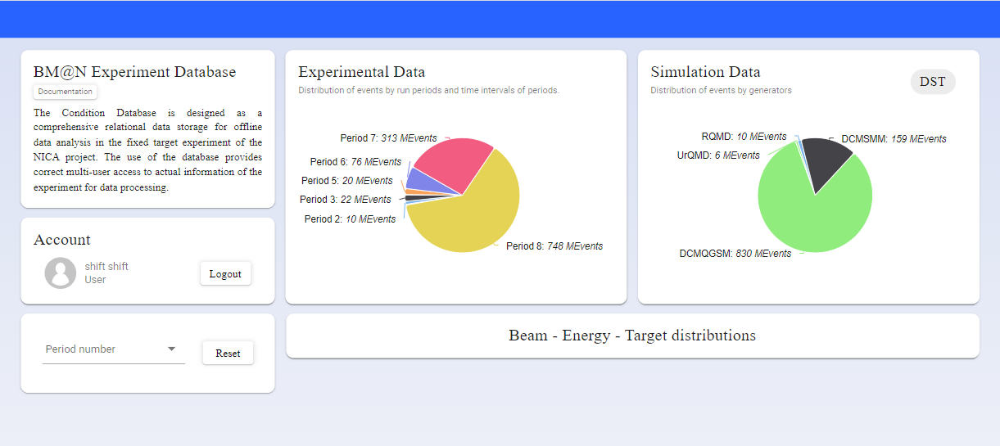 BM@N Experiment Database
Documentation
The Condition Database is designed as a
comprehensive relational data storage for offline
data analysis in the fixed target experiment of the
NICA project. The use of the database provides
correct multi-user access to actual information of the
experiment for data processing.
Account
shift shift
User
Logout
Period number
Reset
Experimental Data
Distribution of events by run periods and time intervals of periods.
Period 7: 313 MEvents
Period 6: 76 MEvents
Period 5: 20 MEvents
Period 3: 22 MEvents
Period 2: 10 MEvents
Period 8: 748 MEvents
Simulation Data
Distribution of events by generators
DST
RQMD: 10 MEvents
DCMSMM: 159 MEvents
UrQMD: 6 MEvents
DCMQGSM: 830 MEvents
Beam - Energy - Target distributions